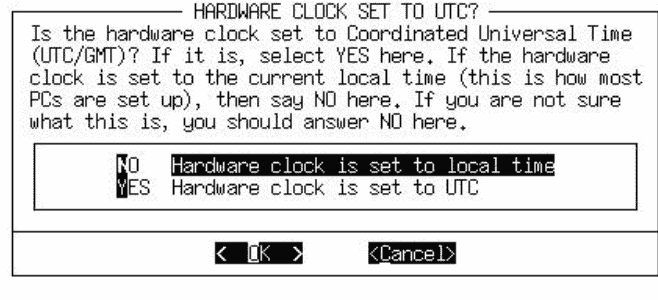 HARDWARE CLOCK SET TO UTC?
Is the hardware clock set to Coordinated Universal Time
(UTC/GMT)? If it is, select YES here. If the hardware
clock is set to the current local time (this is how most
PCs are set up), then say NO here. If you are not sure
what this is, you should answer NO here.
NO Hardware clock is set to local time
YES Hardware clock is set to UTC
< OK > <Cancel>